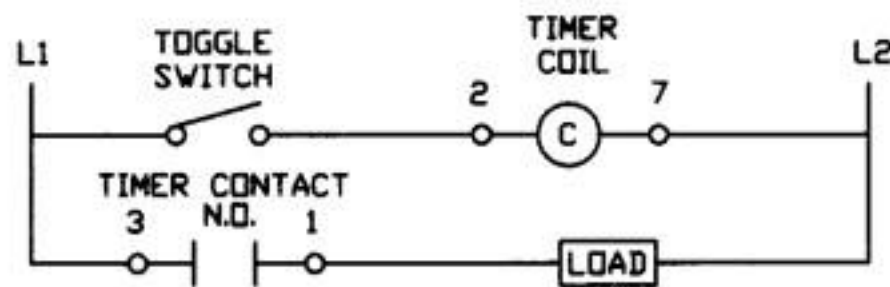 L1
TOGGLE
SWITCH
TIMER
COIL
L2
2
C
7
TIMER CONTACT
N.O.
3
1
LOAD